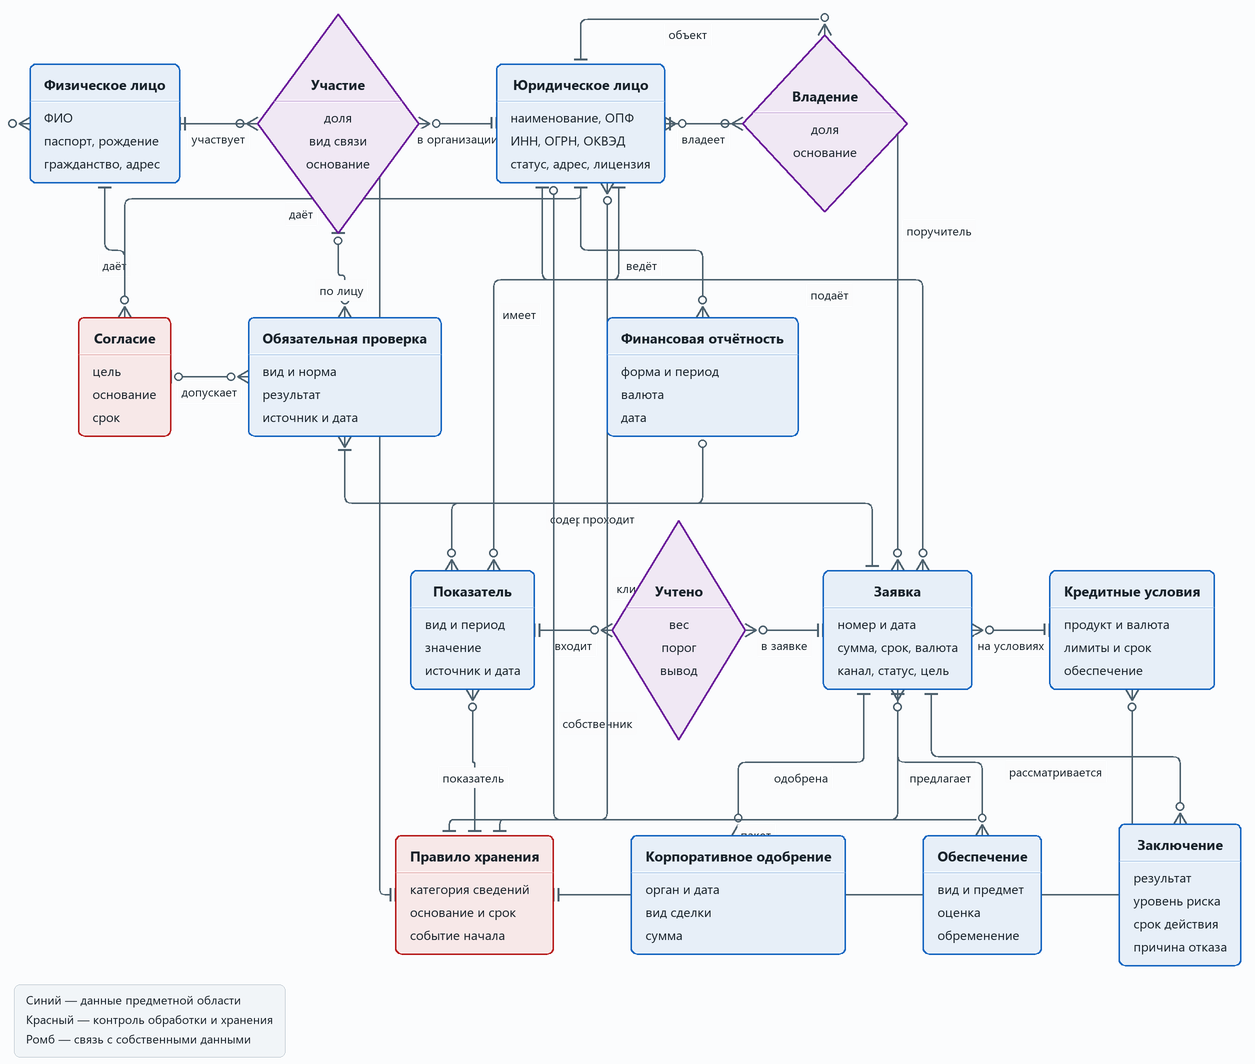 объект
Физическое лицо
ФИО
паспорт, рождение
гражданство, адрес
участвует
Участие
доля
вид связи
основание
в организации
Юридическое лицо
наименование, ОПФ
ИНН, ОГРН, ОКВЭД
статус, адрес, лицензия
владеет
Владение
доля
основание
даёт
даёт
поручитель
по лицу
ведёт
подаёт
имеет
Согласие
цель
основание
срок
допускает
Обязательная проверка
вид и норма
результат
источник и дата
Финансовая отчётность
форма и период
валюта
дата
проходит
Показатель
вид и период
значение
источник и дата
входит
Учтено
вес
порог
вывод
в заявке
Заявка
номер и дата
сумма, срок, валюта
канал, статус, цель
на условиях
Кредитные условия
продукт и валюта
лимиты и срок
обеспечение
собственник
показатель
одобрена
предлагает
рассматривается
Правило хранения
категория сведений
основание и срок
событие начала
Корпоративное одобрение
орган и дата
вид сделки
сумма
Обеспечение
вид и предмет
оценка
обременение
Заключение
результат
уровень риска
срок действия
причина отказа
Синий — данные предметной области
Красный — контроль обработки и хранения
Ромб — связь с собственными данными